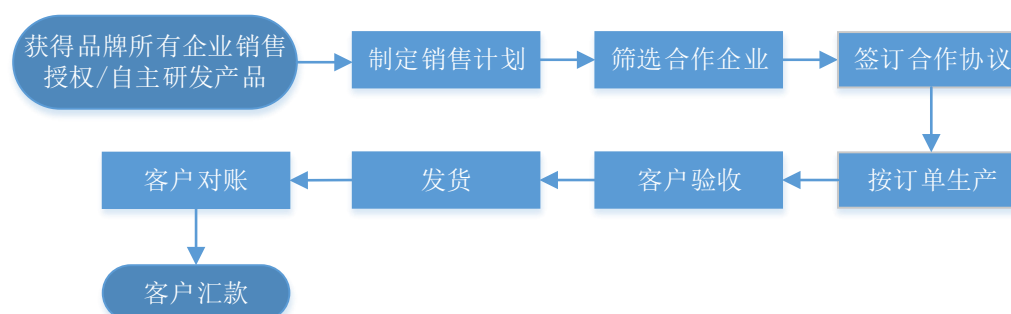 获得品牌所有企业销售
授权/自主研发产品
制定销售计划
筛选合作企业
签订合作协议
按订单生产
客户验收
发货
客户对账
客户汇款